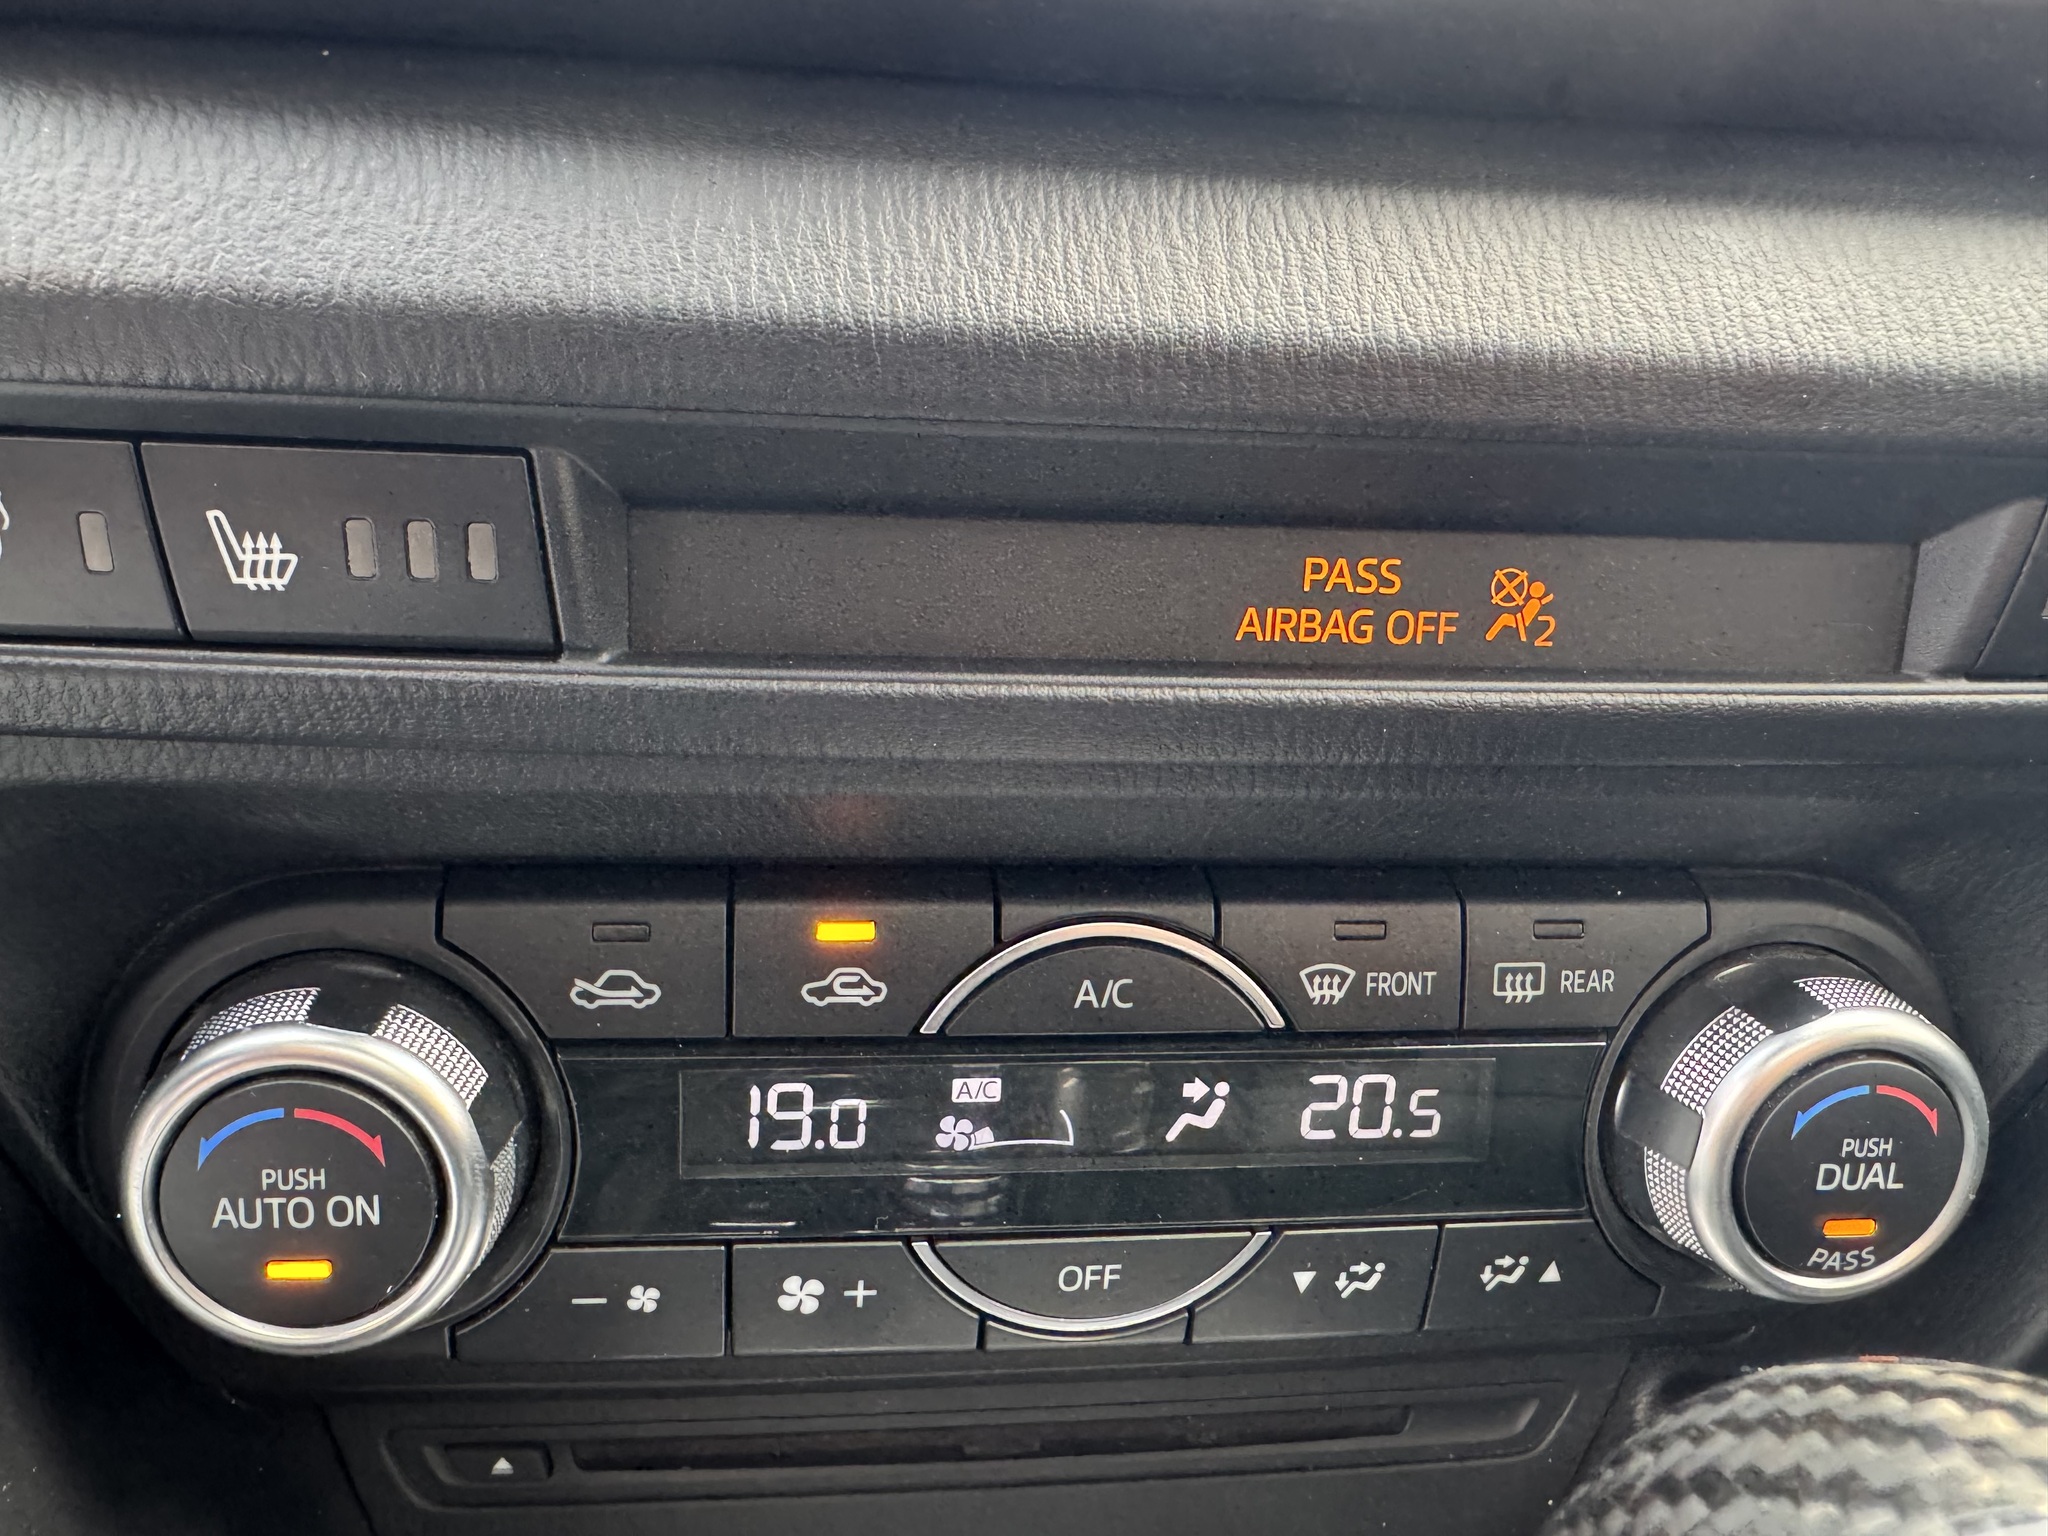 PASS
AIRBAG OFF 2
A/C
FRONT
REAR
19.0
A/C
20.5
PUSH
AUTO ON
PUSH
DUAL
PASS
- +
OFF